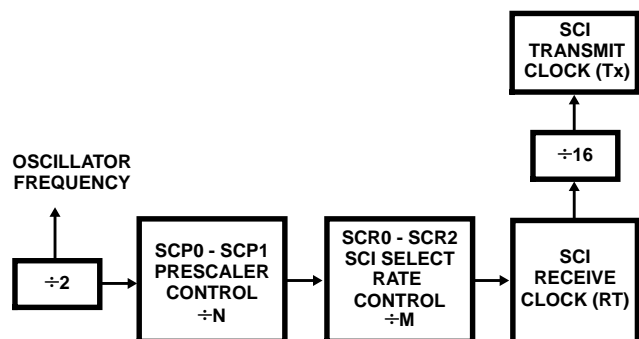 SCI
TRANSMIT
CLOCK (Tx)
÷16
OSCILLATOR
FREQUENCY
÷2
SCP0 - SCP1
PRESCALER
CONTROL
÷N
SCR0 - SCR2
SCI SELECT
RATE
CONTROL
÷M
SCI
RECEIVE
CLOCK (RT)